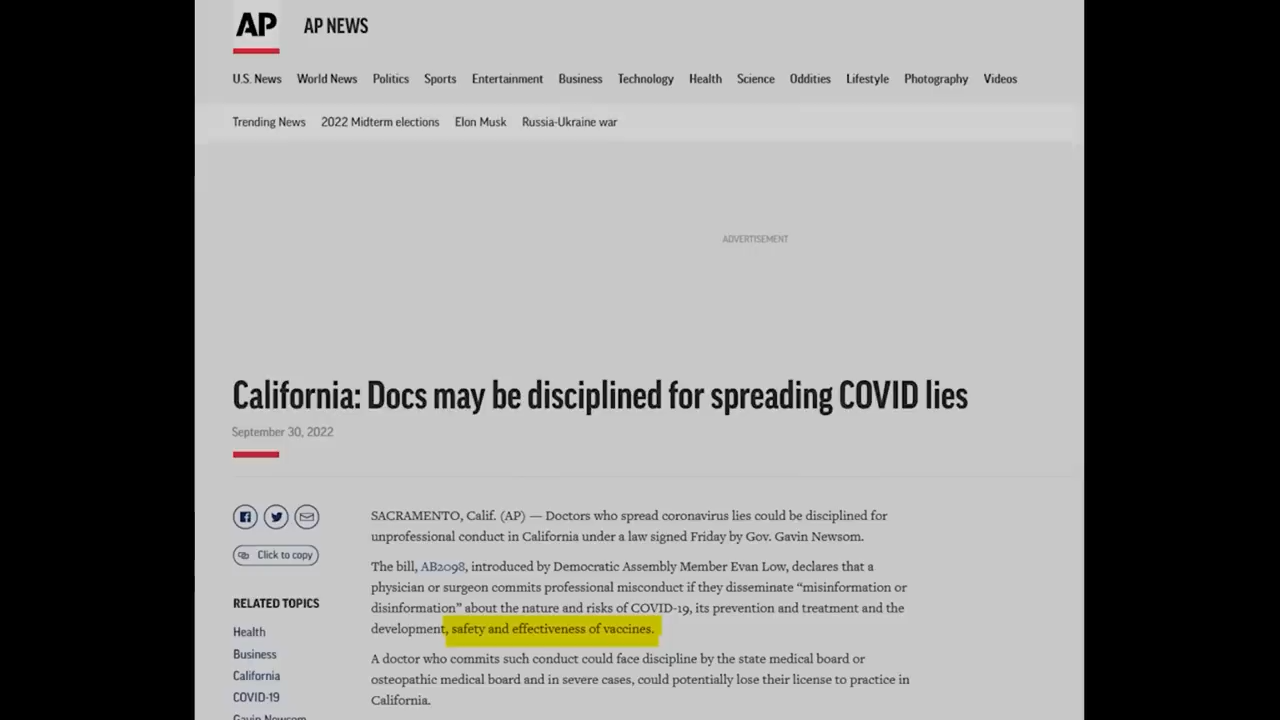 AP AP NEWS
U.S. News World News Politics Sports Entertainment Business Technology Health Science Oddities Lifestyle Photography Videos
Trending News 2022 Midterm elections Elon Musk Russia-Ukraine war
ADVERTISEMENT
California: Docs may be disciplined for spreading COVID lies
September 30, 2022
SACRAMENTO, Calif. (AP) — Doctors who spread coronavirus lies could be disciplined for
unprofessional conduct in California under a law signed Friday by Gov. Gavin Newsom.
The bill, AB2098, introduced by Democratic Assembly Member Evan Low, declares that a
physician or surgeon commits professional misconduct if they disseminate “misinformation or
disinformation” about the nature and risks of COVID-19, its prevention and treatment and the
development, safety and effectiveness of vaccines.
A doctor who commits such conduct could face discipline by the state medical board or
osteopathic medical board and in severe cases, could potentially lose their license to practice in
California.
Click to copy
RELATED TOPICS
Health
Business
California
COVID-19
Gavin Newsom